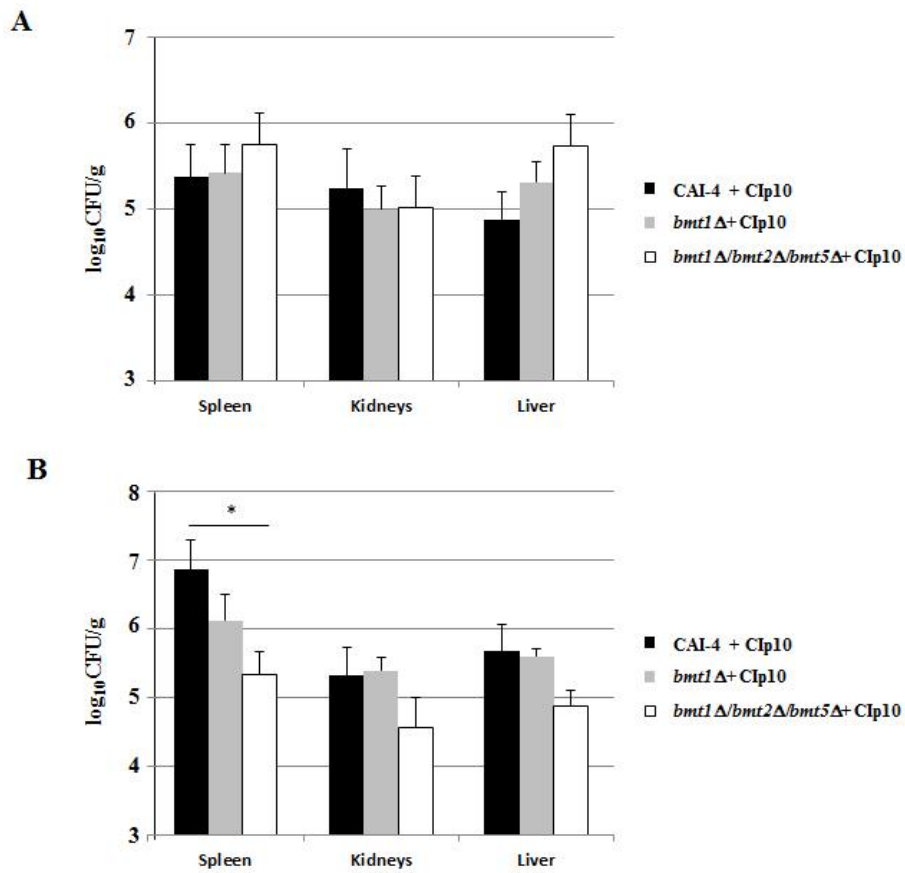 A
7
6
5
4
3
log₁₀CFU/g
Spleen Kidneys Liver
CAI-4 + CIp10
bmt1Δ+ CIp10
bmt1Δ/bmt2Δ/bmt5Δ+ CIp10
B
8
7
6
5
4
3
log₁₀CFU/g
*
Spleen Kidneys Liver
CAI-4 + CIp10
bmt1Δ+ CIp10
bmt1Δ/bmt2Δ/bmt5Δ+ CIp10